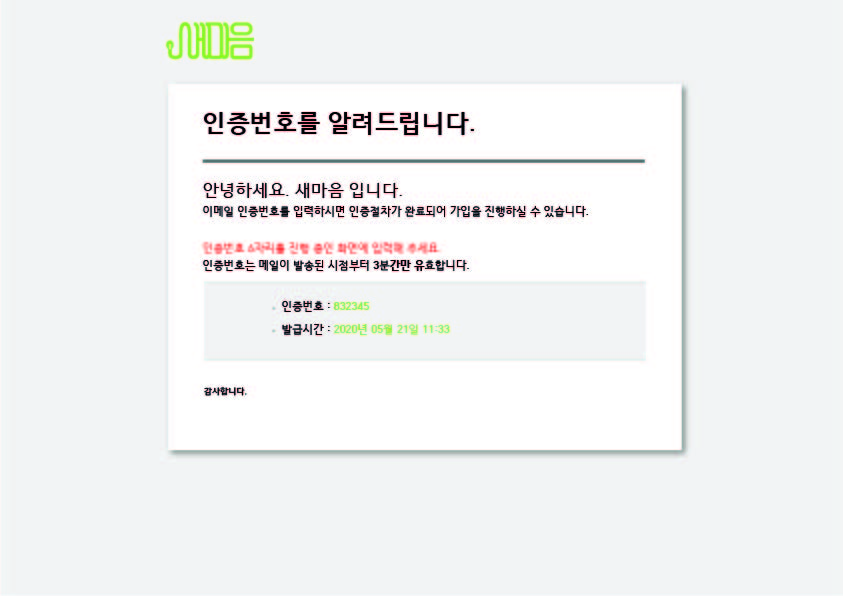 새마음
인증번호를 알려드립니다.
안녕하세요. 새마음 입니다.
이메일 인증번호를 입력하시면 인증절차가 완료되어 가입을 진행하실 수 있습니다.
인증번호 6자리를 진행 중인 화면에 입력해 주세요.
인증번호는 메일이 발송된 시점부터 3분간만 유효합니다.
인증번호 : 832345
발급시간 : 2020년 05월 21일 11:33
감사합니다.